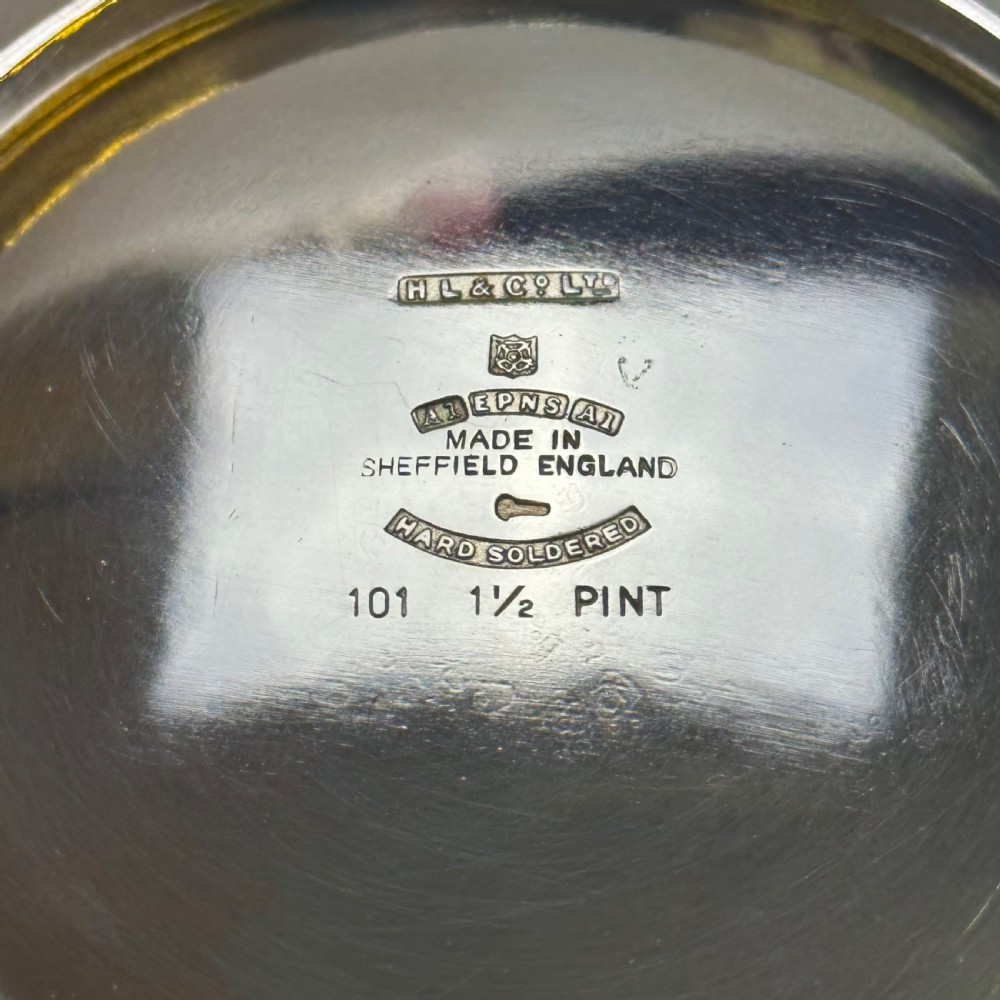 H L & Cº LTD
A1 EPNS A1
MADE IN
SHEFFIELD ENGLAND
HARD SOLDERED
101 1½ PINT